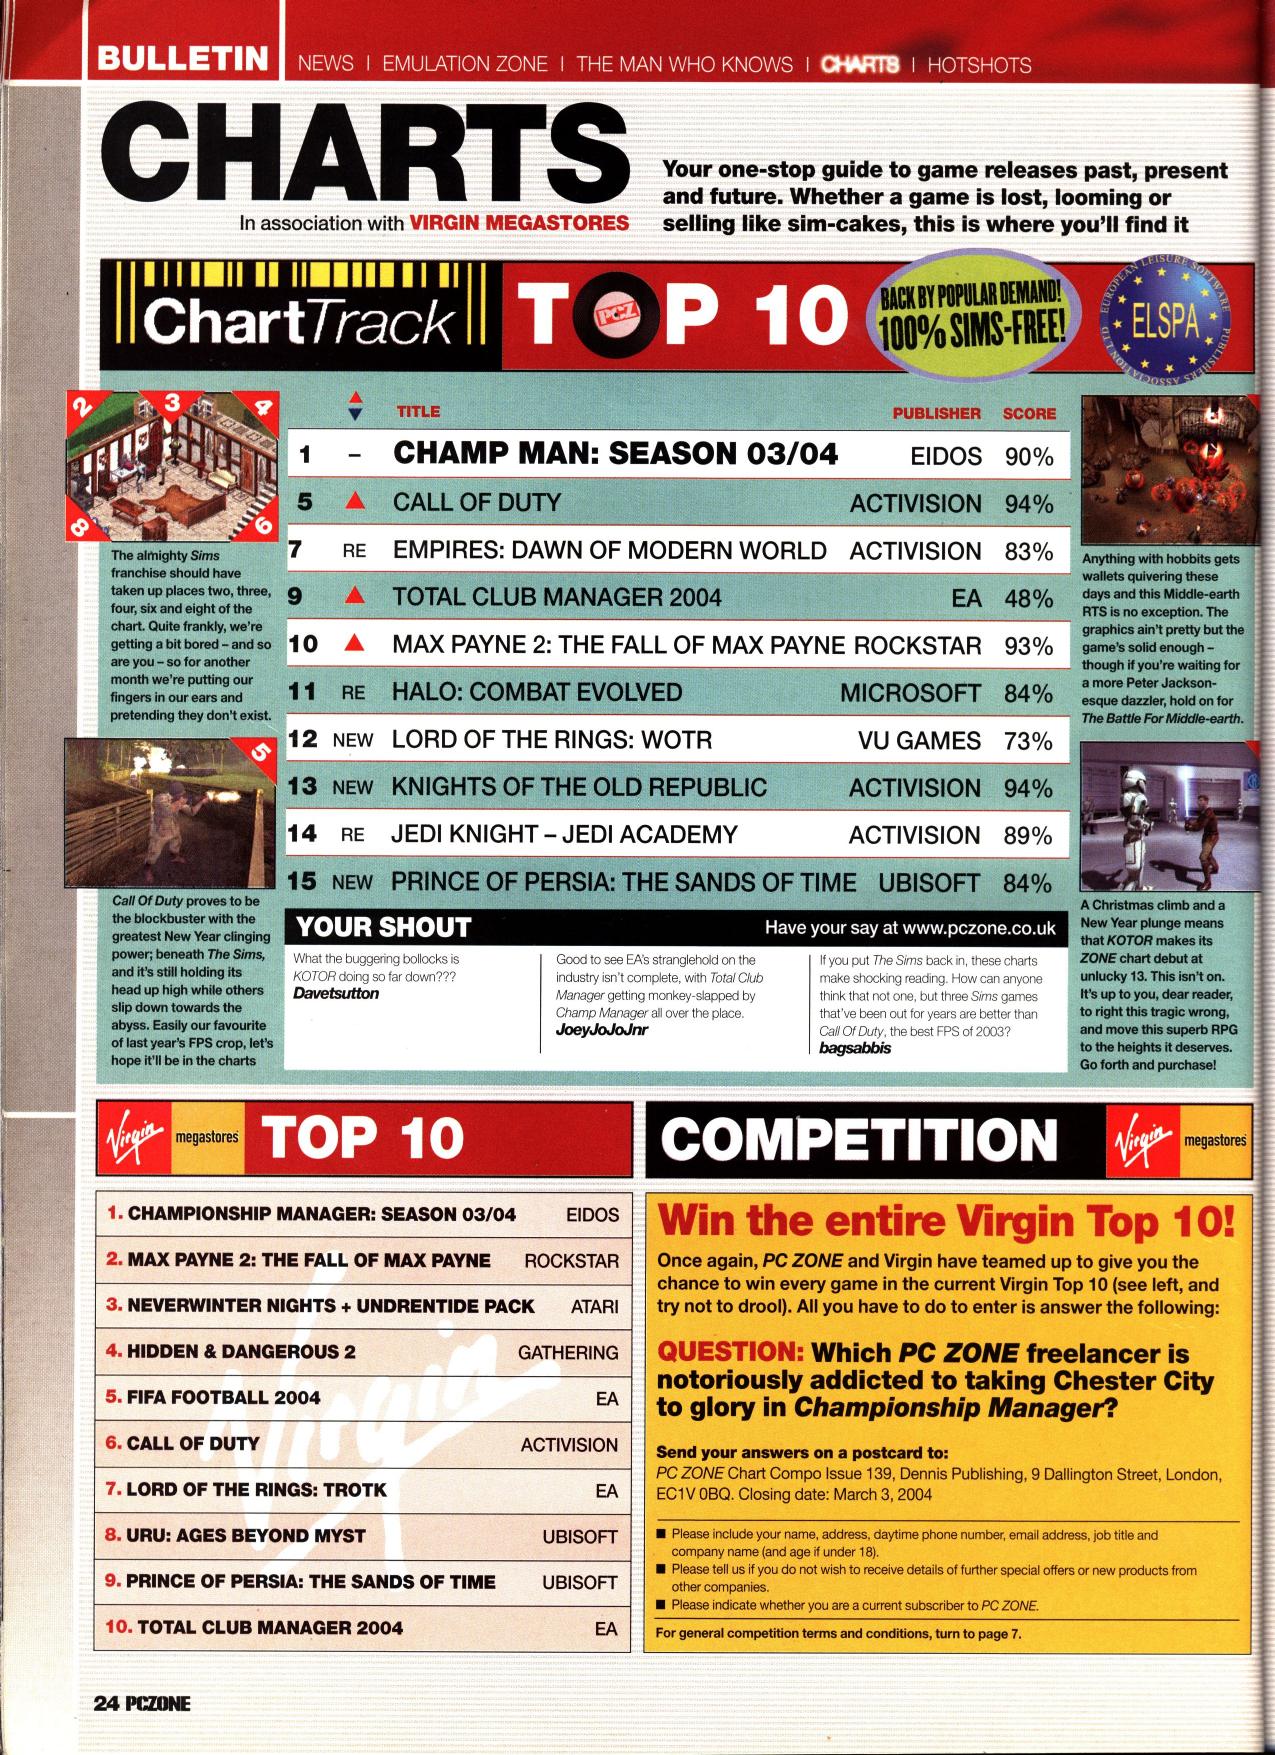 BULLETIN
NEWS | EMULATION ZONE | THE MAN WHO KNOWS | CHARTS | HOTSHOTS
CHARTS
In association with VIRGIN MEGASTORES
Your one-stop guide to game releases past, present
and future. Whether a game is lost, looming or
selling like sim-cakes, this is where you'll find it
ChartTrack
TOP 10
PCZ
BACK BY POPULAR DEMAND!
100% SIMS-FREE!
EUROPEAN LEISURE SOFTWARE PUBLISHERS ASSOCIATION LTD
ELSPA
2 3 4
8 6
The almighty Sims
franchise should have
taken up places two, three,
four, six and eight of the
chart. Quite frankly, we're
getting a bit bored – and so
are you – so for another
month we're putting our
fingers in our ears and
pretending they don't exist.
5
Call Of Duty proves to be
the blockbuster with the
greatest New Year clinging
power; beneath The Sims,
and it's still holding its
head up high while others
slip down towards the
abyss. Easily our favourite
of last year's FPS crop, let's
hope it'll be in the charts
▲▼ TITLE PUBLISHER SCORE
1 – CHAMP MAN: SEASON 03/04 EIDOS 90%
5 ▲ CALL OF DUTY ACTIVISION 94%
7 RE EMPIRES: DAWN OF MODERN WORLD ACTIVISION 83%
9 ▲ TOTAL CLUB MANAGER 2004 EA 48%
10 ▲ MAX PAYNE 2: THE FALL OF MAX PAYNE ROCKSTAR 93%
11 RE HALO: COMBAT EVOLVED MICROSOFT 84%
12 NEW LORD OF THE RINGS: WOTR VU GAMES 73%
13 NEW KNIGHTS OF THE OLD REPUBLIC ACTIVISION 94%
14 RE JEDI KNIGHT – JEDI ACADEMY ACTIVISION 89%
15 NEW PRINCE OF PERSIA: THE SANDS OF TIME UBISOFT 84%
Anything with hobbits gets
wallets quivering these
days and this Middle-earth
RTS is no exception. The
graphics ain't pretty but the
game's solid enough –
though if you're waiting for
a more Peter Jackson-
esque dazzler, hold on for
The Battle For Middle-earth.
A Christmas climb and a
New Year plunge means
that KOTOR makes its
ZONE chart debut at
unlucky 13. This isn't on.
It's up to you, dear reader,
to right this tragic wrong,
and move this superb RPG
to the heights it deserves.
Go forth and purchase!
YOUR SHOUT
Have your say at www.pczone.co.uk
What the buggering bollocks is
KOTOR doing so far down???
Davetsutton
Good to see EA's stranglehold on the
industry isn't complete, with Total Club
Manager getting monkey-slapped by
Champ Manager all over the place.
JoeyJoJoJnr
If you put The Sims back in, these charts
make shocking reading. How can anyone
think that not one, but three Sims games
that've been out for years are better than
Call Of Duty, the best FPS of 2003?
bagsabbis
Virgin megastores TOP 10
1. CHAMPIONSHIP MANAGER: SEASON 03/04 EIDOS
2. MAX PAYNE 2: THE FALL OF MAX PAYNE ROCKSTAR
3. NEVERWINTER NIGHTS + UNDRENTIDE PACK ATARI
4. HIDDEN & DANGEROUS 2 GATHERING
5. FIFA FOOTBALL 2004 EA
6. CALL OF DUTY ACTIVISION
7. LORD OF THE RINGS: TROTK EA
8. URU: AGES BEYOND MYST UBISOFT
9. PRINCE OF PERSIA: THE SANDS OF TIME UBISOFT
10. TOTAL CLUB MANAGER 2004 EA
Virgin
COMPETITION
Virgin megastores
Win the entire Virgin Top 10!
Once again, PC ZONE and Virgin have teamed up to give you the
chance to win every game in the current Virgin Top 10 (see left, and
try not to drool). All you have to do to enter is answer the following:
QUESTION: Which PC ZONE freelancer is
notoriously addicted to taking Chester City
to glory in Championship Manager?
Send your answers on a postcard to:
PC ZONE Chart Compo Issue 139, Dennis Publishing, 9 Dallington Street, London,
EC1V 0BQ. Closing date: March 3, 2004
■ Please include your name, address, daytime phone number, email address, job title and
company name (and age if under 18).
■ Please tell us if you do not wish to receive details of further special offers or new products from
other companies.
■ Please indicate whether you are a current subscriber to PC ZONE.
For general competition terms and conditions, turn to page 7.
24 PCZONE